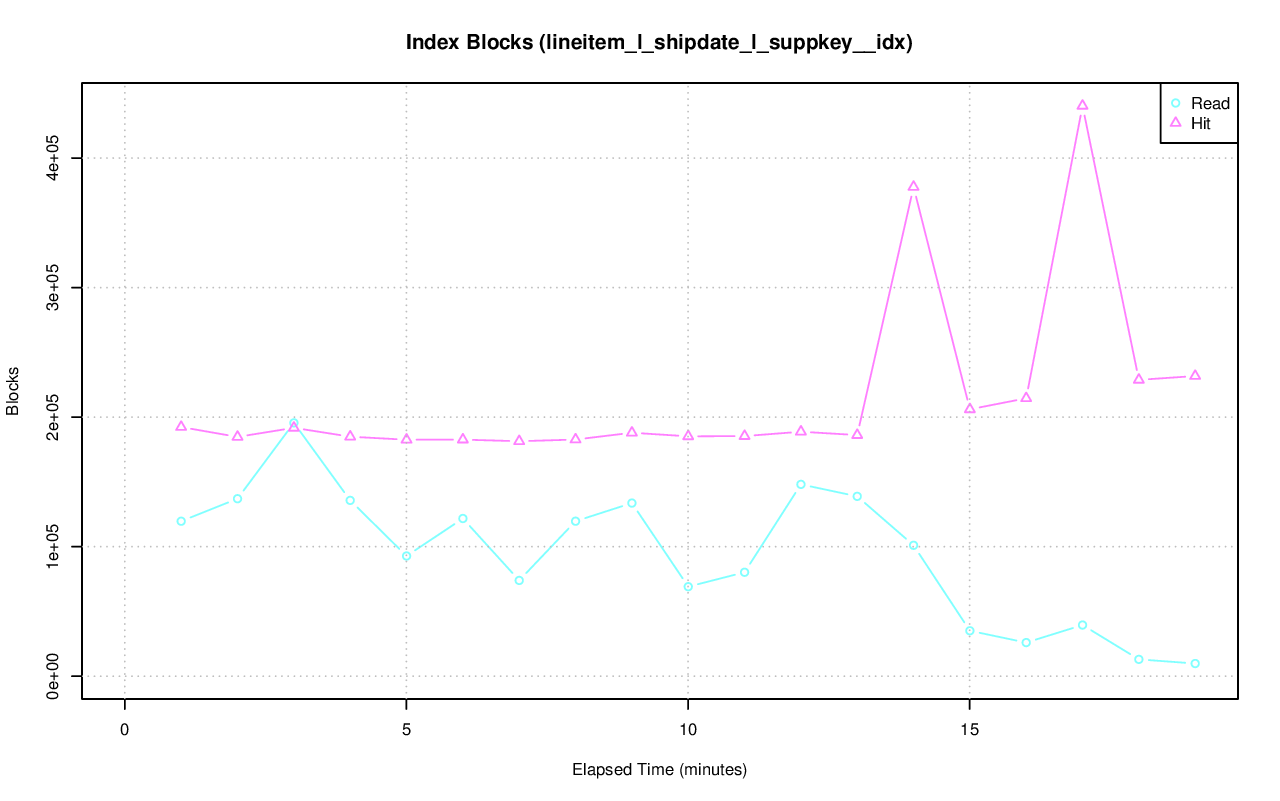 Index Blocks (lineitem_l_shipdate_l_suppkey__idx)
Read
Hit
Blocks
4e+05
3e+05
2e+05
1e+05
0e+00
0 5 10 15
Elapsed Time (minutes)